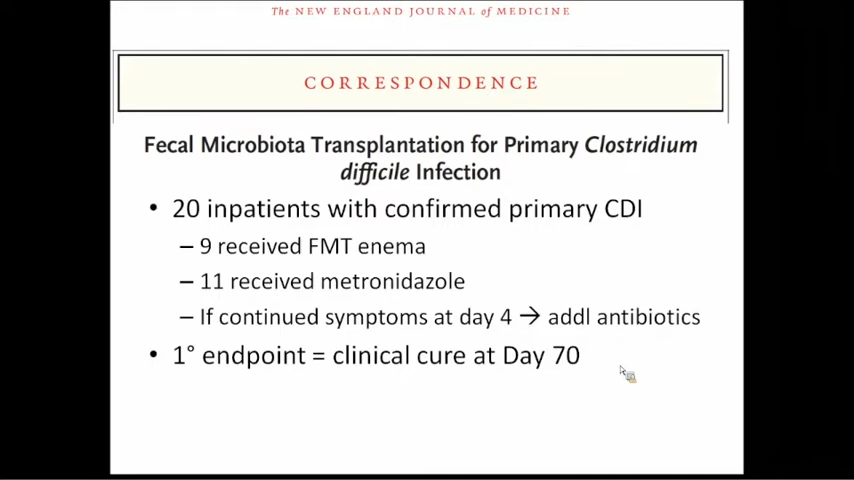 The NEW ENGLAND JOURNAL of MEDICINE
CORRESPONDENCE
Fecal Microbiota Transplantation for Primary Clostridium
difficile Infection
• 20 inpatients with confirmed primary CDI
– 9 received FMT enema
– 11 received metronidazole
– If continued symptoms at day 4 → addl antibiotics
• 1° endpoint = clinical cure at Day 70